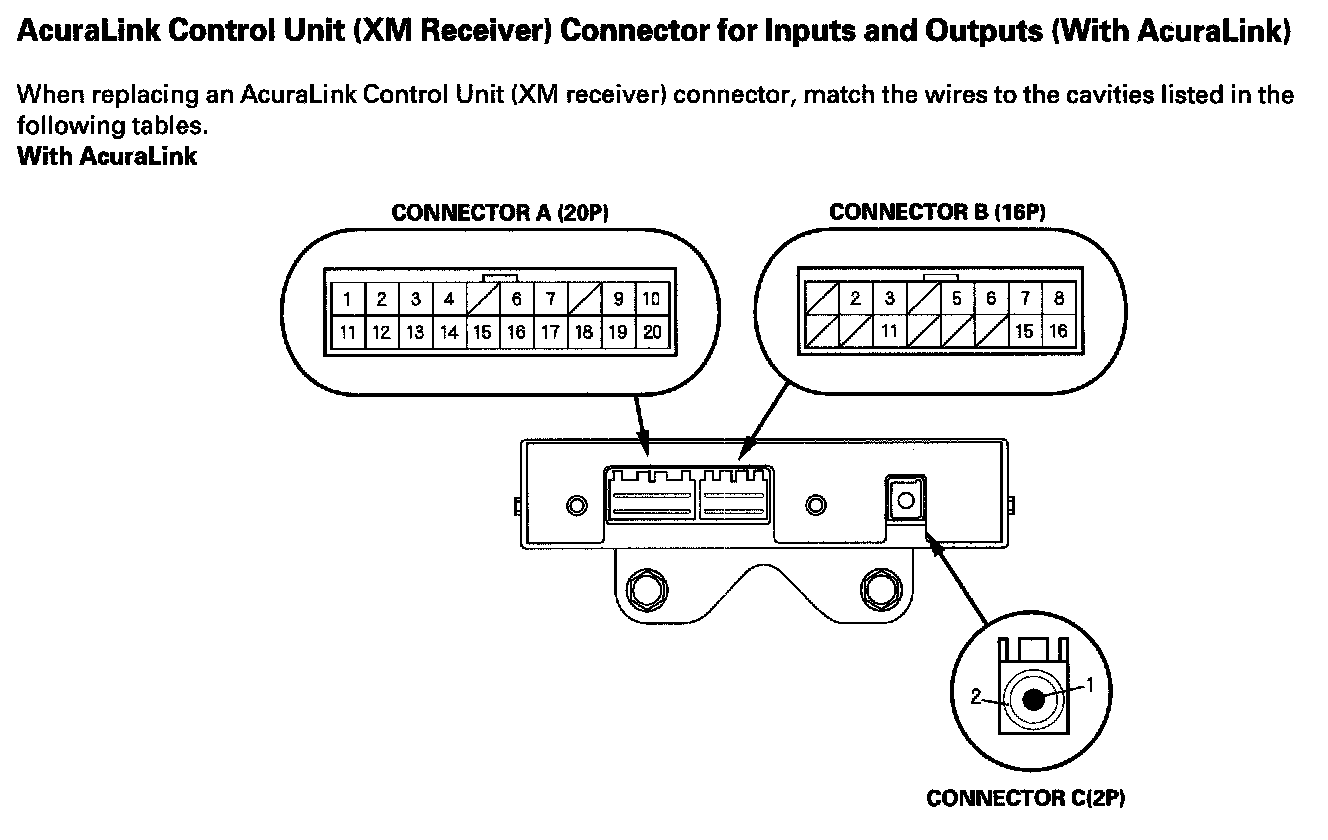 AcuraLink Control Unit (XM Receiver) Connector for Inputs and Outputs (With AcuraLink)
When replacing an AcuraLink Control Unit (XM receiver) connector, match the wires to the cavities listed in the
following tables.
With AcuraLink
CONNECTOR A (20P)
1 2 3 4 6 7 9 10
11 12 13 14 15 16 17 18 19 20
CONNECTOR B (16P)
2 3 5 6 7 8
11 15 16
2 1
CONNECTOR C(2P)